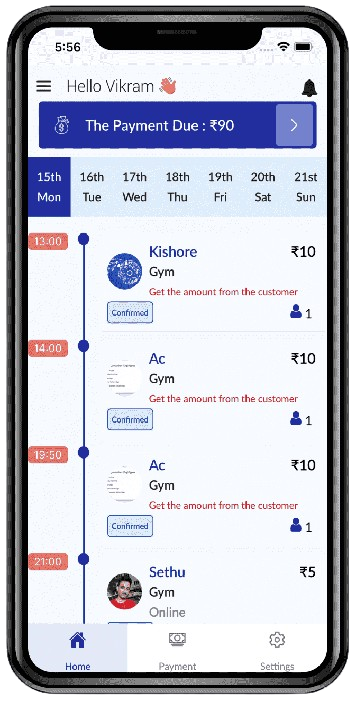 5:56
Hello Vikram 👋
The Payment Due : ₹90
15th 16th 17th 18th 19th 20th 21st
Mon Tue Wed Thu Fri Sat Sun
13:00
Kishore ₹10
Gym
Get the amount from the customer
Confirmed 1
14:00
Ac ₹10
Gym
Get the amount from the customer
Confirmed 1
19:50
Ac ₹10
Gym
Get the amount from the customer
Confirmed 1
21:00
Sethu ₹5
Gym
Online
Home Payment Settings